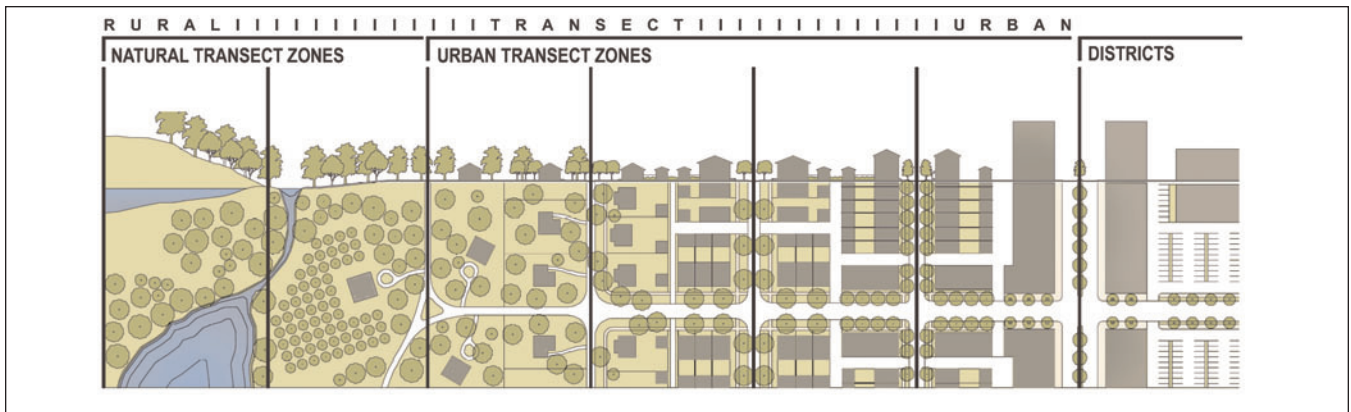 R U R A L I I I I I I I I I I I I I I T R A N S E C T I I I I I I I I I I I I I I U R B A N
NATURAL TRANSECT ZONES
URBAN TRANSECT ZONES
DISTRICTS